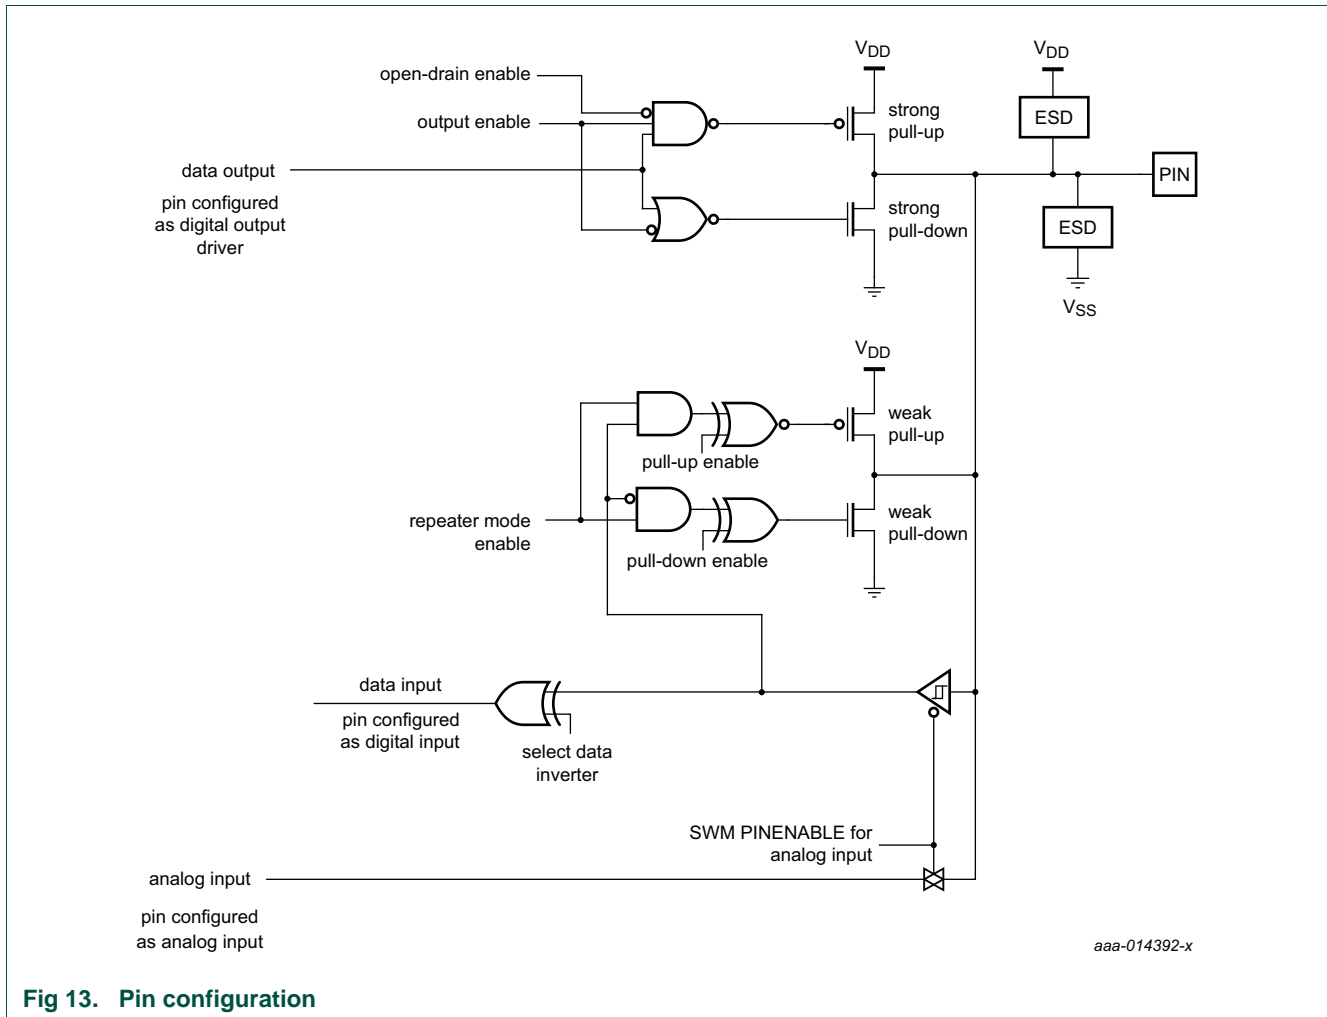 open-drain enable
output enable
data output
pin configured
as digital output
driver
VDD
strong
pull-up
strong
pull-down
VDD
ESD
PIN
ESD
VSS
VDD
weak
pull-up
pull-up enable
repeater mode
enable
weak
pull-down
pull-down enable
data input
pin configured
as digital input
select data
inverter
SWM PINENABLE for
analog input
analog input
pin configured
as analog input
aaa-014392-x
Fig 13. Pin configuration